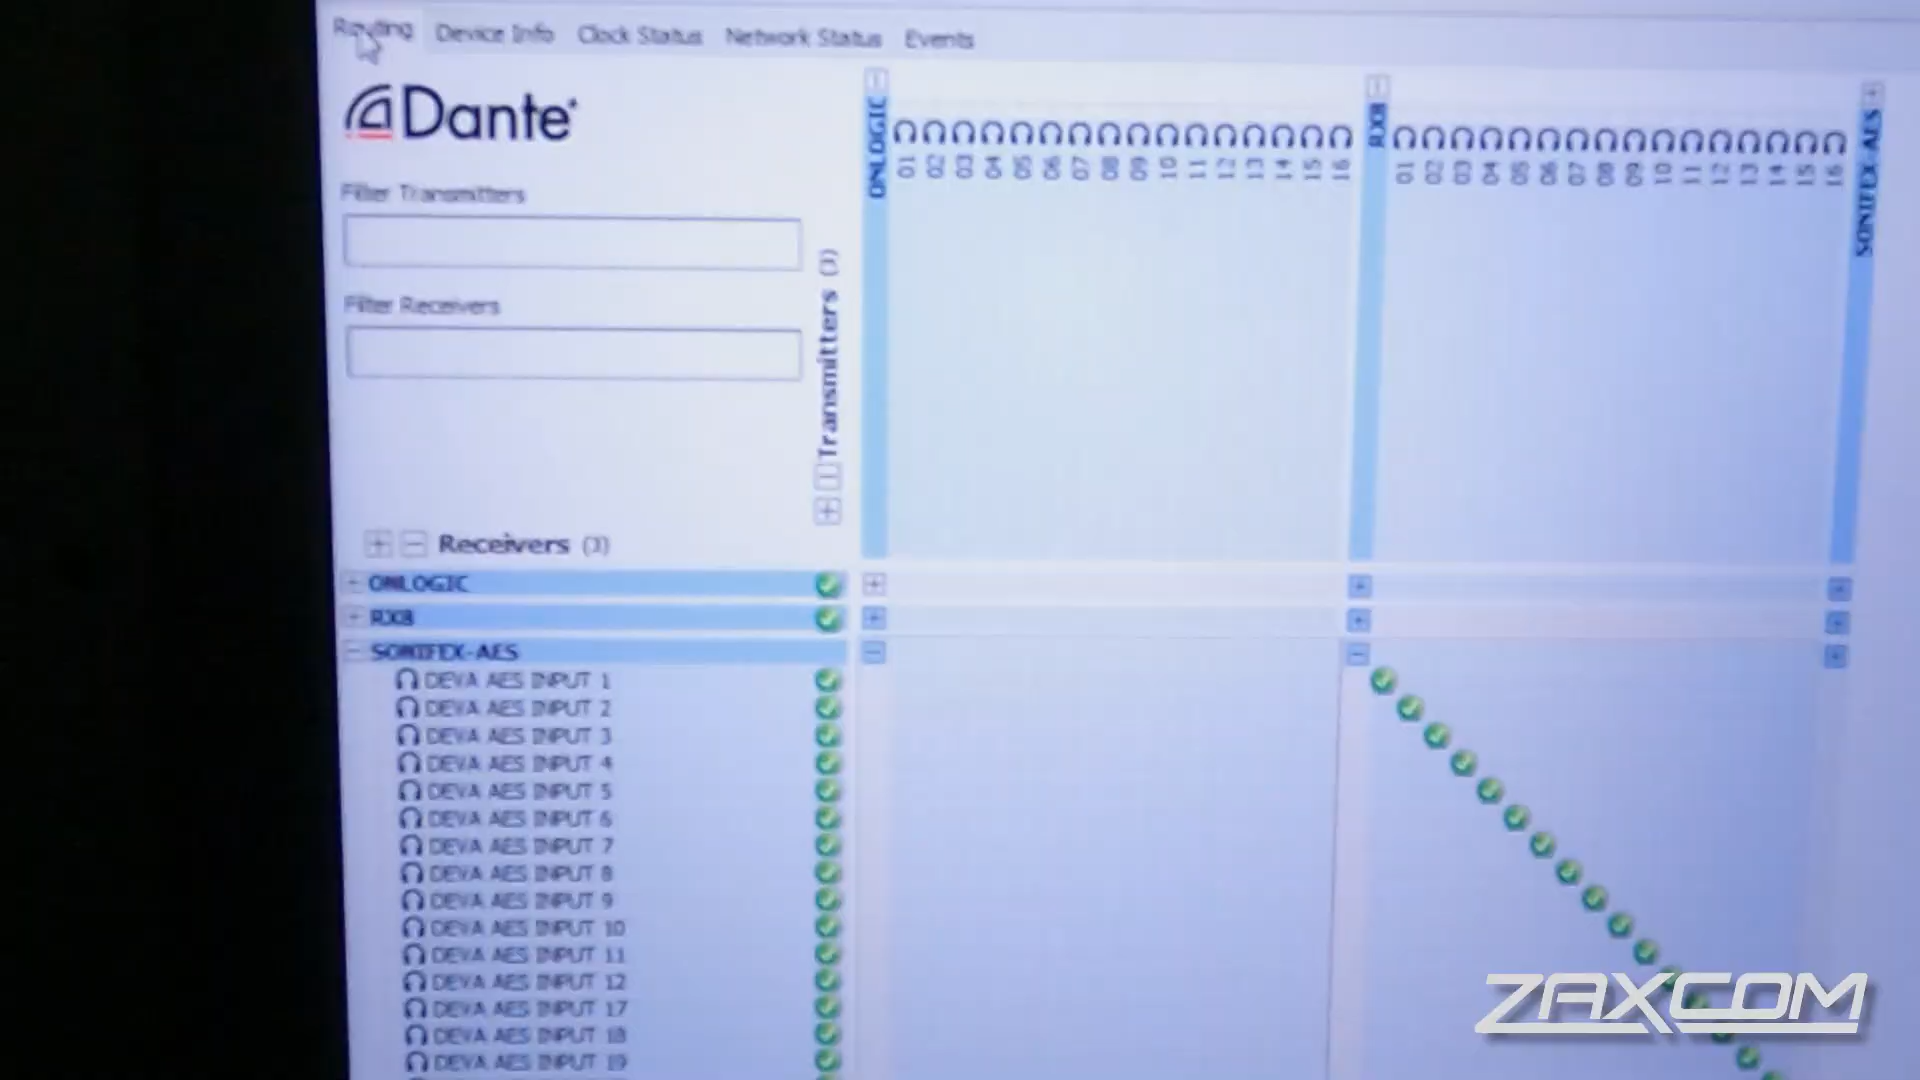 Routing Device Info Clock Status Network Status Events
Dante
Filter Transmitters
Filter Receivers
Transmitters (3)
Receivers (3)
ONLOGIC
01 02 03 04 05 06 07 08 09 10 11 12 13 14 15 16
RX8
01 02 03 04 05 06 07 08 09 10 11 12 13 14 15 16
SONIFEX-AES
ONLOGIC
RX8
SONIFEX-AES
DEVA AES INPUT 1
DEVA AES INPUT 2
DEVA AES INPUT 3
DEVA AES INPUT 4
DEVA AES INPUT 5
DEVA AES INPUT 6
DEVA AES INPUT 7
DEVA AES INPUT 8
DEVA AES INPUT 9
DEVA AES INPUT 10
DEVA AES INPUT 11
DEVA AES INPUT 12
DEVA AES INPUT 17
DEVA AES INPUT 18
DEVA AES INPUT 19
ZAXCOM